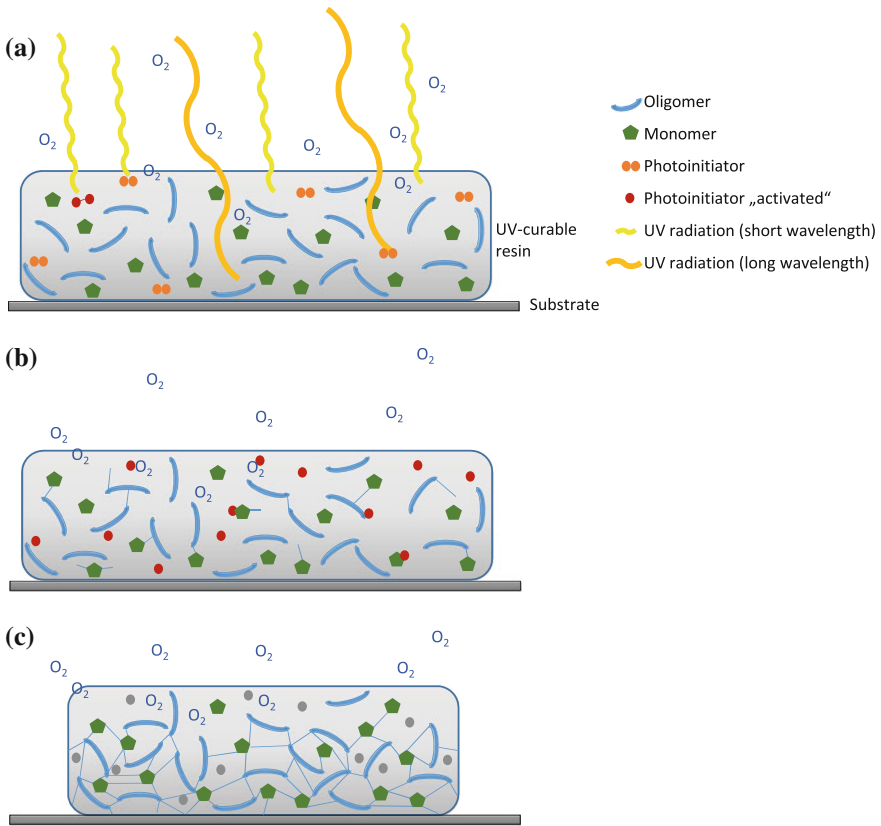 (a)
O2
O2
O2
O2
O2
O2
O2
O2
O2
Oligomer
Monomer
Photoinitiator
Photoinitiator „activated“
UV radiation (short wavelength)
UV radiation (long wavelength)
UV-curable
resin
Substrate
(b)
O2
O2
O2
O2
O2
O2
O2
O2
O2
(c)
O2
O2
O2
O2
O2
O2
O2
O2
O2